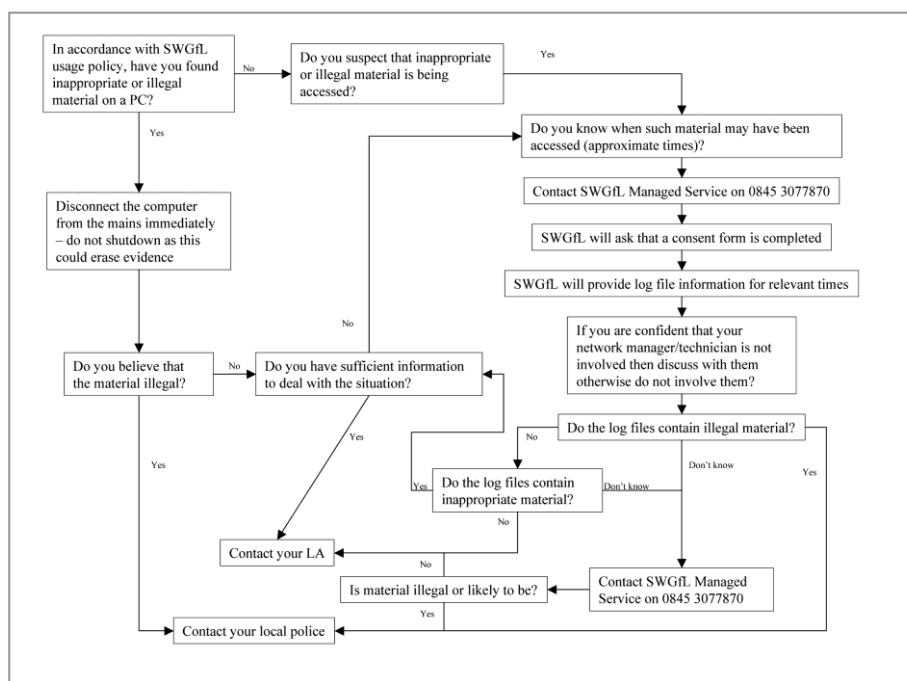 In accordance with SWGfL
usage policy, have you found
inappropriate or illegal
material on a PC?
No
Do you suspect that inappropriate
or illegal material is being
accessed?
Yes
Yes
Do you know when such material may have been
accessed (approximate times)?
Contact SWGfL Managed Service on 0845 3077870
Disconnect the computer
from the mains immediately
– do not shutdown as this
could erase evidence
SWGfL will ask that a consent form is completed
SWGfL will provide log file information for relevant times
No
If you are confident that your
network manager/technician is not
involved then discuss with them
otherwise do not involve them?
Do you believe that
the material illegal?
No
Do you have sufficient information
to deal with the situation?
Do the log files contain illegal material?
No
Yes
Yes
Don't know
Yes
Do the log files contain
inappropriate material?
Yes
Don't know
No
Contact your LA
No
Is material illegal or likely to be?
Contact SWGfL Managed
Service on 0845 3077870
Yes
Contact your local police